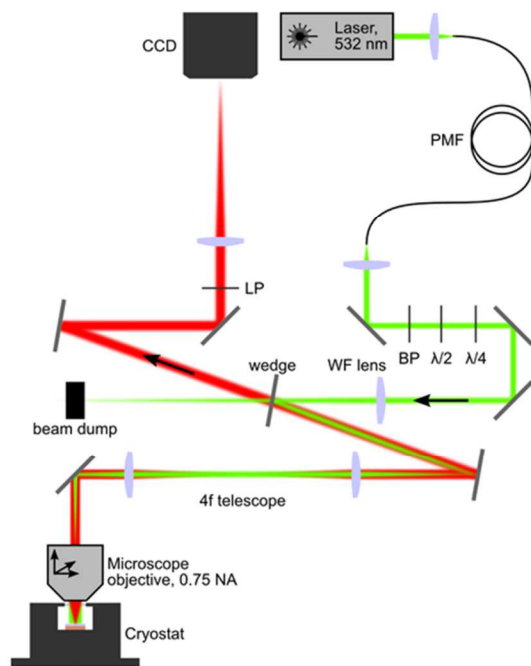 CCD
Laser,
532 nm
PMF
LP
BP
λ/2
λ/4
wedge
WF lens
beam dump
4f telescope
Microscope
objective, 0.75 NA
Cryostat